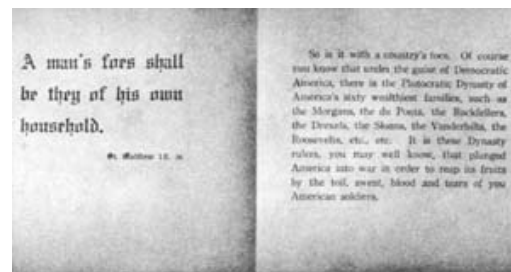 A man's foes shall
be they of his own
household.
St. Matthew 10. 36
So is it with a country's foes. Of course
you know that under the guise of Democratic
America, there is the Plutocratic Dynasty of
America's sixty wealthiest families, such as
the Morgans, the du Ponts, the Rockfellers,
the Drexels, the Vanderbilts, the
Roosevelts, etc., etc. It is these Dynasty
rulers, you may well know, that plunged
America into war in order to reap its fruits
by the toil, sweat, blood and tears of you
American soldiers.